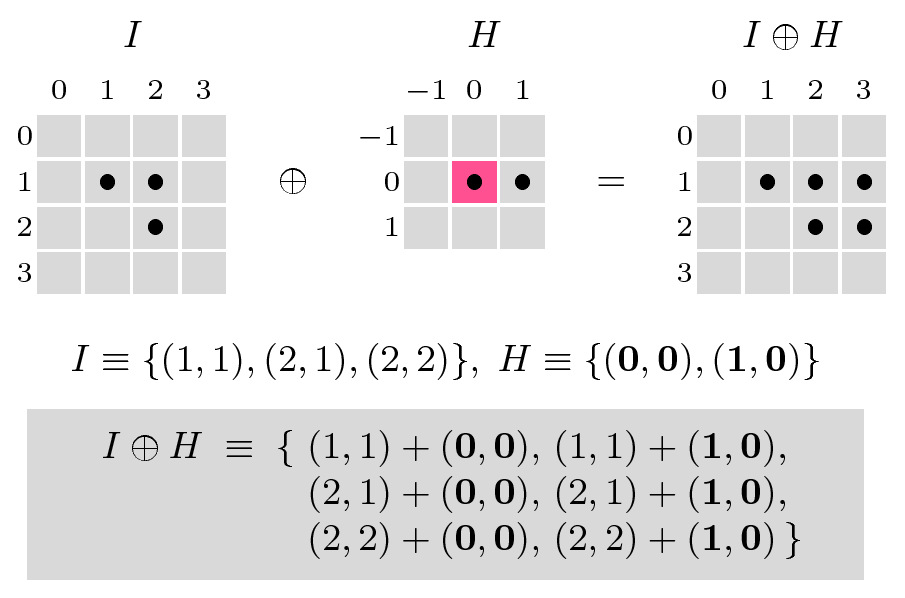 I H I ⊕ H
0 1 2 3 −1 0 1 0 1 2 3
0 −1 0
1 ⊕ 0 = 1
2 1 2
3 3
I ≡ {(1, 1), (2, 1), (2, 2)}, H ≡ {(0, 0), (1, 0)}
I ⊕ H ≡ { (1, 1) + (0, 0), (1, 1) + (1, 0),
(2, 1) + (0, 0), (2, 1) + (1, 0),
(2, 2) + (0, 0), (2, 2) + (1, 0) }